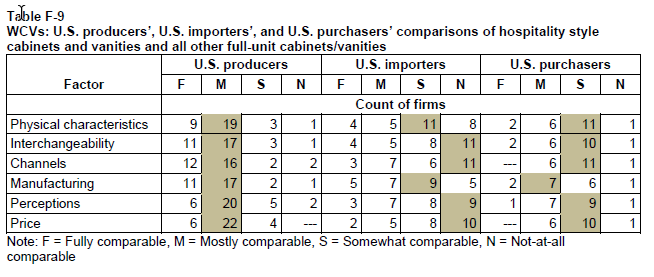 Table F-9
WCVs: U.S. producers’, U.S. importers’, and U.S. purchasers’ comparisons of hospitality style
cabinets and vanities and all other full-unit cabinets/vanities
Factor U.S. producers U.S. importers U.S. purchasers
F M S N F M S N F M S N
Count of firms
Physical characteristics 9 19 3 1 4 5 11 8 2 6 11 1
Interchangeability 11 17 3 1 4 5 8 11 2 6 10 1
Channels 12 16 2 2 3 7 6 11 --- 6 11 1
Manufacturing 11 17 2 1 5 7 9 5 2 7 6 1
Perceptions 6 20 5 2 3 7 8 9 1 7 9 1
Price 6 22 4 --- 2 5 8 10 --- 6 10 1
Note: F = Fully comparable, M = Mostly comparable, S = Somewhat comparable, N = Not-at-all
comparable